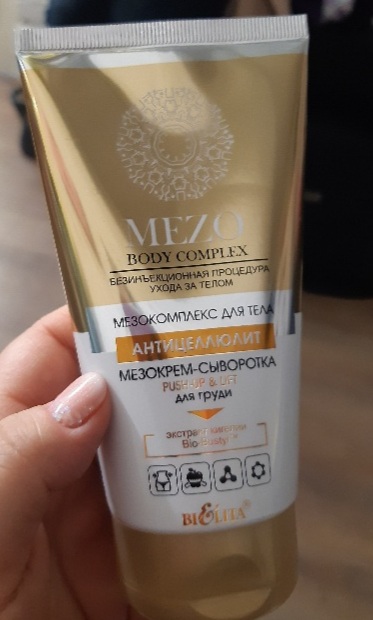 MEZO
BODY COMPLEX
БЕЗИНЪЕКЦИОННАЯ ПРОЦЕДУРА
УХОДА ЗА ТЕЛОМ
МЕЗОКОМПЛЕКС ДЛЯ ТЕЛА
АНТИЦЕЛЛЮЛИТ
МЕЗОКРЕМ-СЫВОРОТКА
PUSH-UP & LIFT
для груди
экстракт
Bio-Bustyl™
BIELITA®